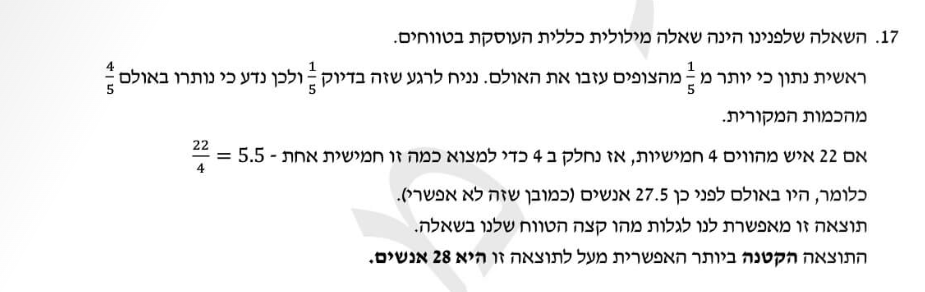 17. השאלה שלפנינו הינה שאלה מילולית כללית העוסקת בטווחים.
ראשית נתון כי יותר מ 1/5 מהצופים עזבו את האולם. נניח לרגע שזה בדיוק 1/5 ולכן נדע כי נותרו באולם 4/5
מהכמות המקורית.
אם 22 איש מהווים 4 חמישיות, אז נחלק ב 4 כדי למצוא כמה זו חמישית אחת - 22/4 = 5.5
כלומר, היו באולם לפני כן 27.5 אנשים (כמובן שזה לא אפשרי).
תוצאה זו מאפשרת לנו לגלות מהו קצה הטווח שלנו בשאלה.
התוצאה הקטנה ביותר האפשרית מעל לתוצאה זו היא 28 אנשים.